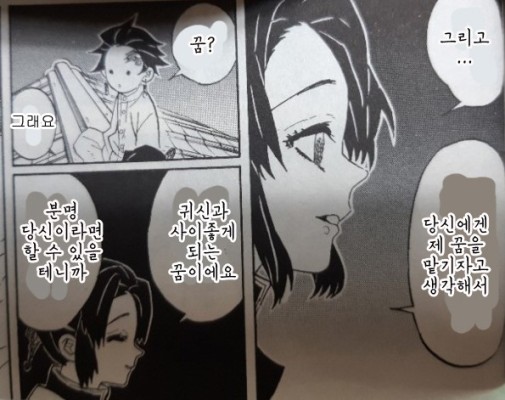 그리고
...
당신에겐
제 꿈을
맡기자고
생각해서
꿈?
그래요
귀신과
사이좋게
되는
꿈이에요
분명
당신이라면
할 수 있을
테니까